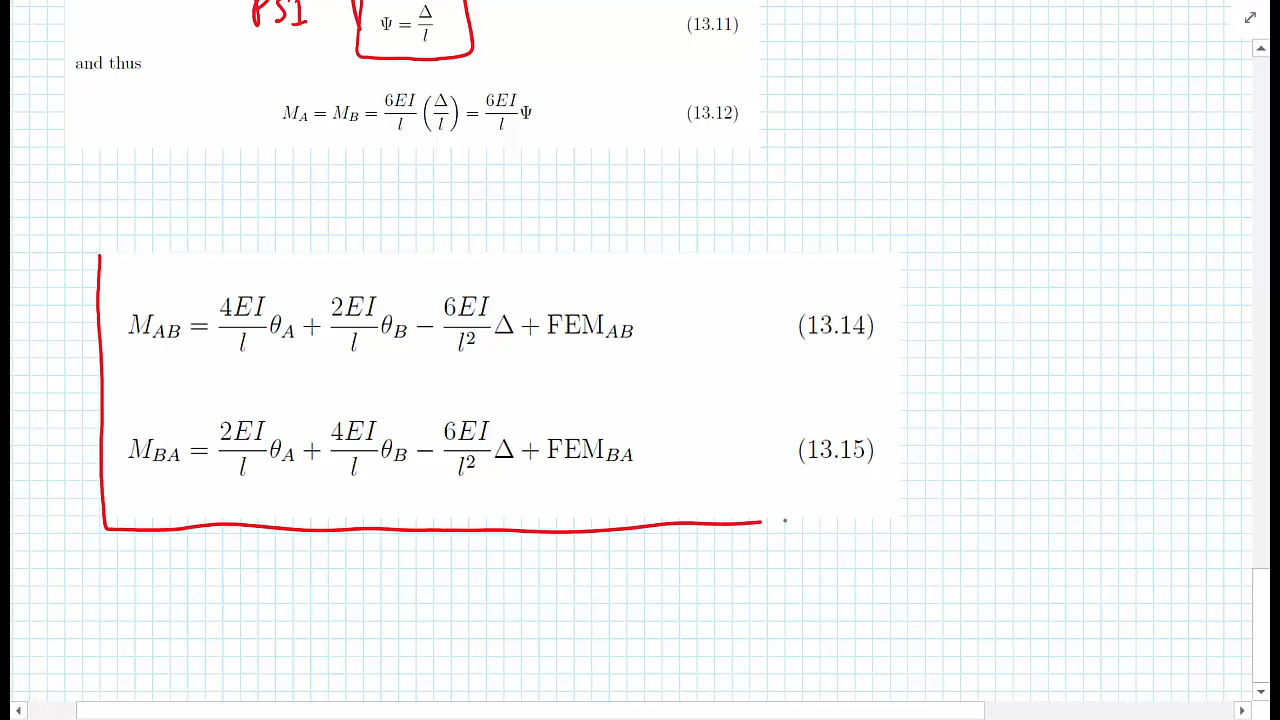 PSI
Ψ = Δ/l (13.11)
and thus
M_A = M_B = 6EI/l (Δ/l) = 6EI/l Ψ (13.12)
M_AB = 4EI/l θ_A + 2EI/l θ_B − 6EI/l² Δ + FEM_AB (13.14)
M_BA = 2EI/l θ_A + 4EI/l θ_B − 6EI/l² Δ + FEM_BA (13.15)